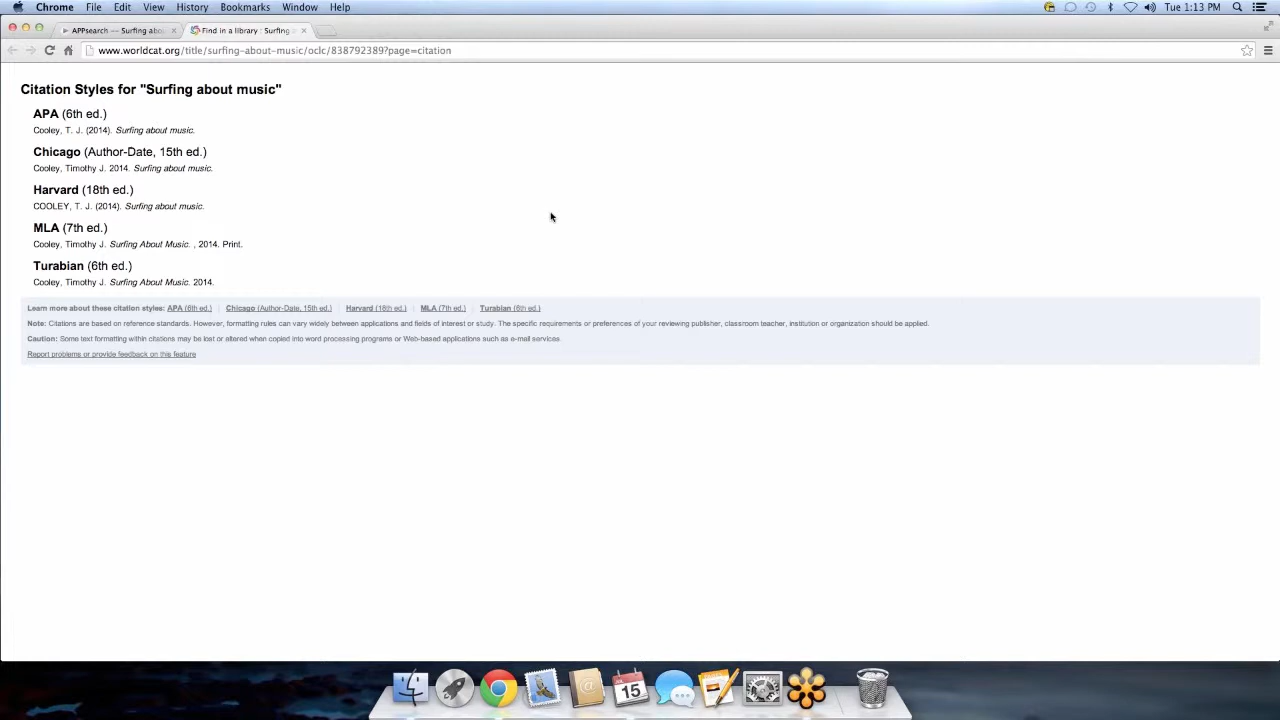 Chrome File Edit View History Bookmarks Window Help Tue 1:13 PM
APPsearch — Surfing abou
Find in a library : Surfing a
www.worldcat.org/title/surfing-about-music/oclc/838792389?page=citation
Citation Styles for "Surfing about music"
APA (6th ed.)
Cooley, T. J. (2014). Surfing about music.
Chicago (Author-Date, 15th ed.)
Cooley, Timothy J. 2014. Surfing about music.
Harvard (18th ed.)
COOLEY, T. J. (2014). Surfing about music.
MLA (7th ed.)
Cooley, Timothy J. Surfing About Music. , 2014. Print.
Turabian (6th ed.)
Cooley, Timothy J. Surfing About Music. 2014.
Learn more about these citation styles: APA (6th ed.) | Chicago (Author-Date, 15th ed.) | Harvard (18th ed.) | MLA (7th ed.) | Turabian (6th ed.)
Note: Citations are based on reference standards. However, formatting rules can vary widely between applications and fields of interest or study. The specific requirements or preferences of your reviewing publisher, classroom teacher, institution or organization should be applied.
Caution: Some text formatting within citations may be lost or altered when copied into word processing programs or Web-based applications such as e-mail services.
Report problems or provide feedback on this feature
15